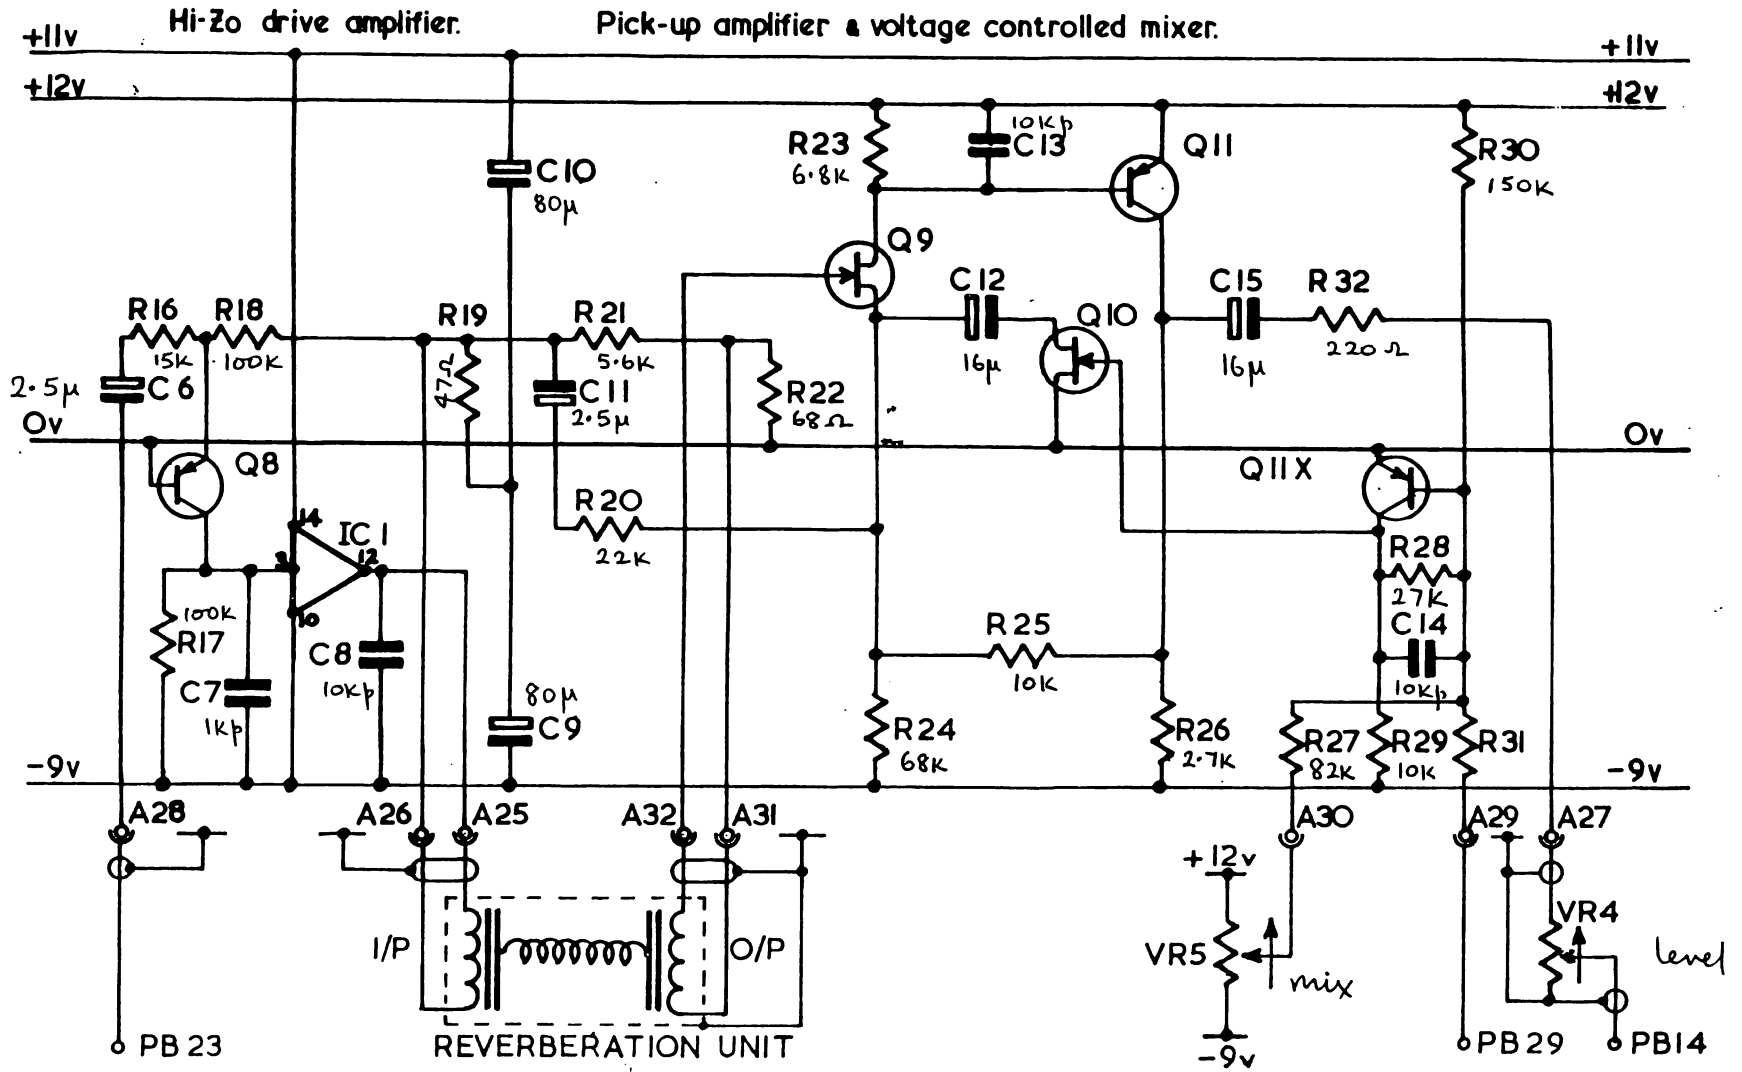 Hi-Zo drive amplifier.
Pick-up amplifier & voltage controlled mixer.
+11v
+11v
+12v
+12v
10Kp
C13
R23
6.8K
Q11
R30
150K
C10
80µ
Q9
C12
16µ
Q10
C15
16µ
R32
220Ω
R16
15K
R18
100K
R19
47Ω
R21
5.6K
2.5µ
C6
C11
2.5µ
R22
68Ω
0v
0v
Q8
Q11X
R20
22K
14
IC1
3
12
10
R28
27K
C14
10Kp
100K
R17
C8
10Kp
R25
10K
C7
1Kp
80µ
C9
R24
68K
R26
2.7K
R27
82K
R29
10K
R31
-9v
-9v
A28
A26
A25
A32
A31
A30
A29
A27
+12v
VR5
mix
-9v
VR4
level
I/P
O/P
REVERBERATION UNIT
PB23
PB29
PB14